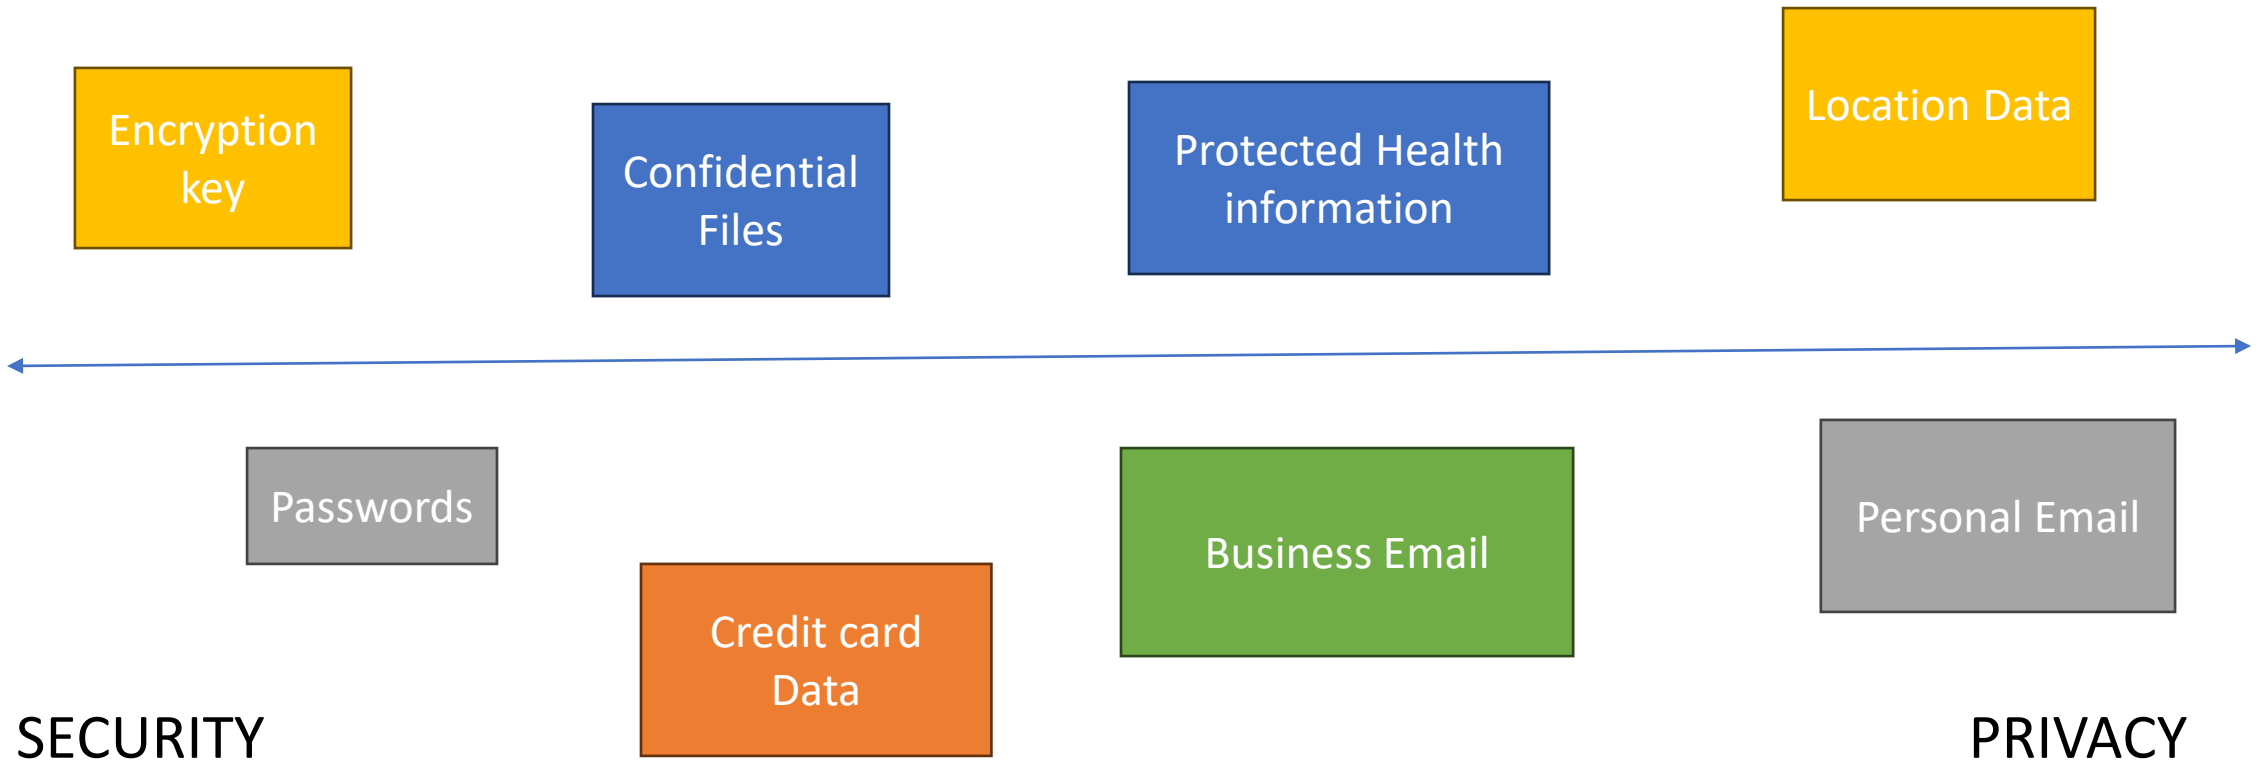 Encryption
key
Confidential
Files
Protected Health
information
Location Data
Passwords
Credit card
Data
Business Email
Personal Email
SECURITY
PRIVACY